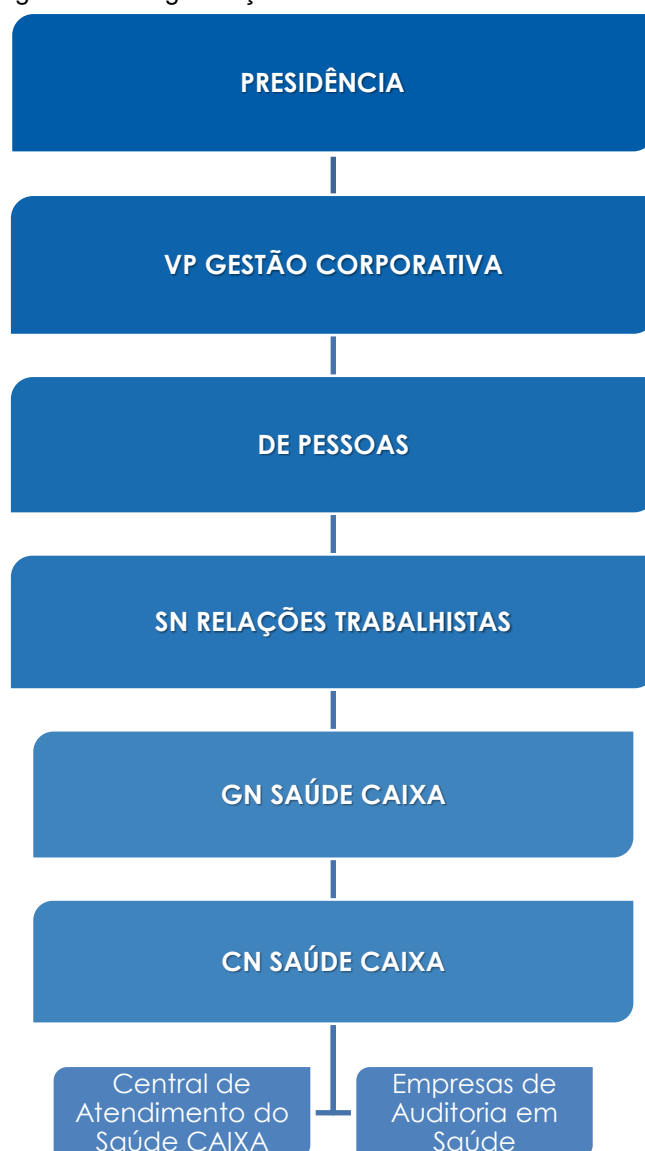 PRESIDÊNCIA
VP GESTÃO CORPORATIVA
DE PESSOAS
SN RELAÇÕES TRABALHISTAS
GN SAÚDE CAIXA
CN SAÚDE CAIXA
Central de
Atendimento do
Saúde CAIXA
Empresas de
Auditoria em
Saúde